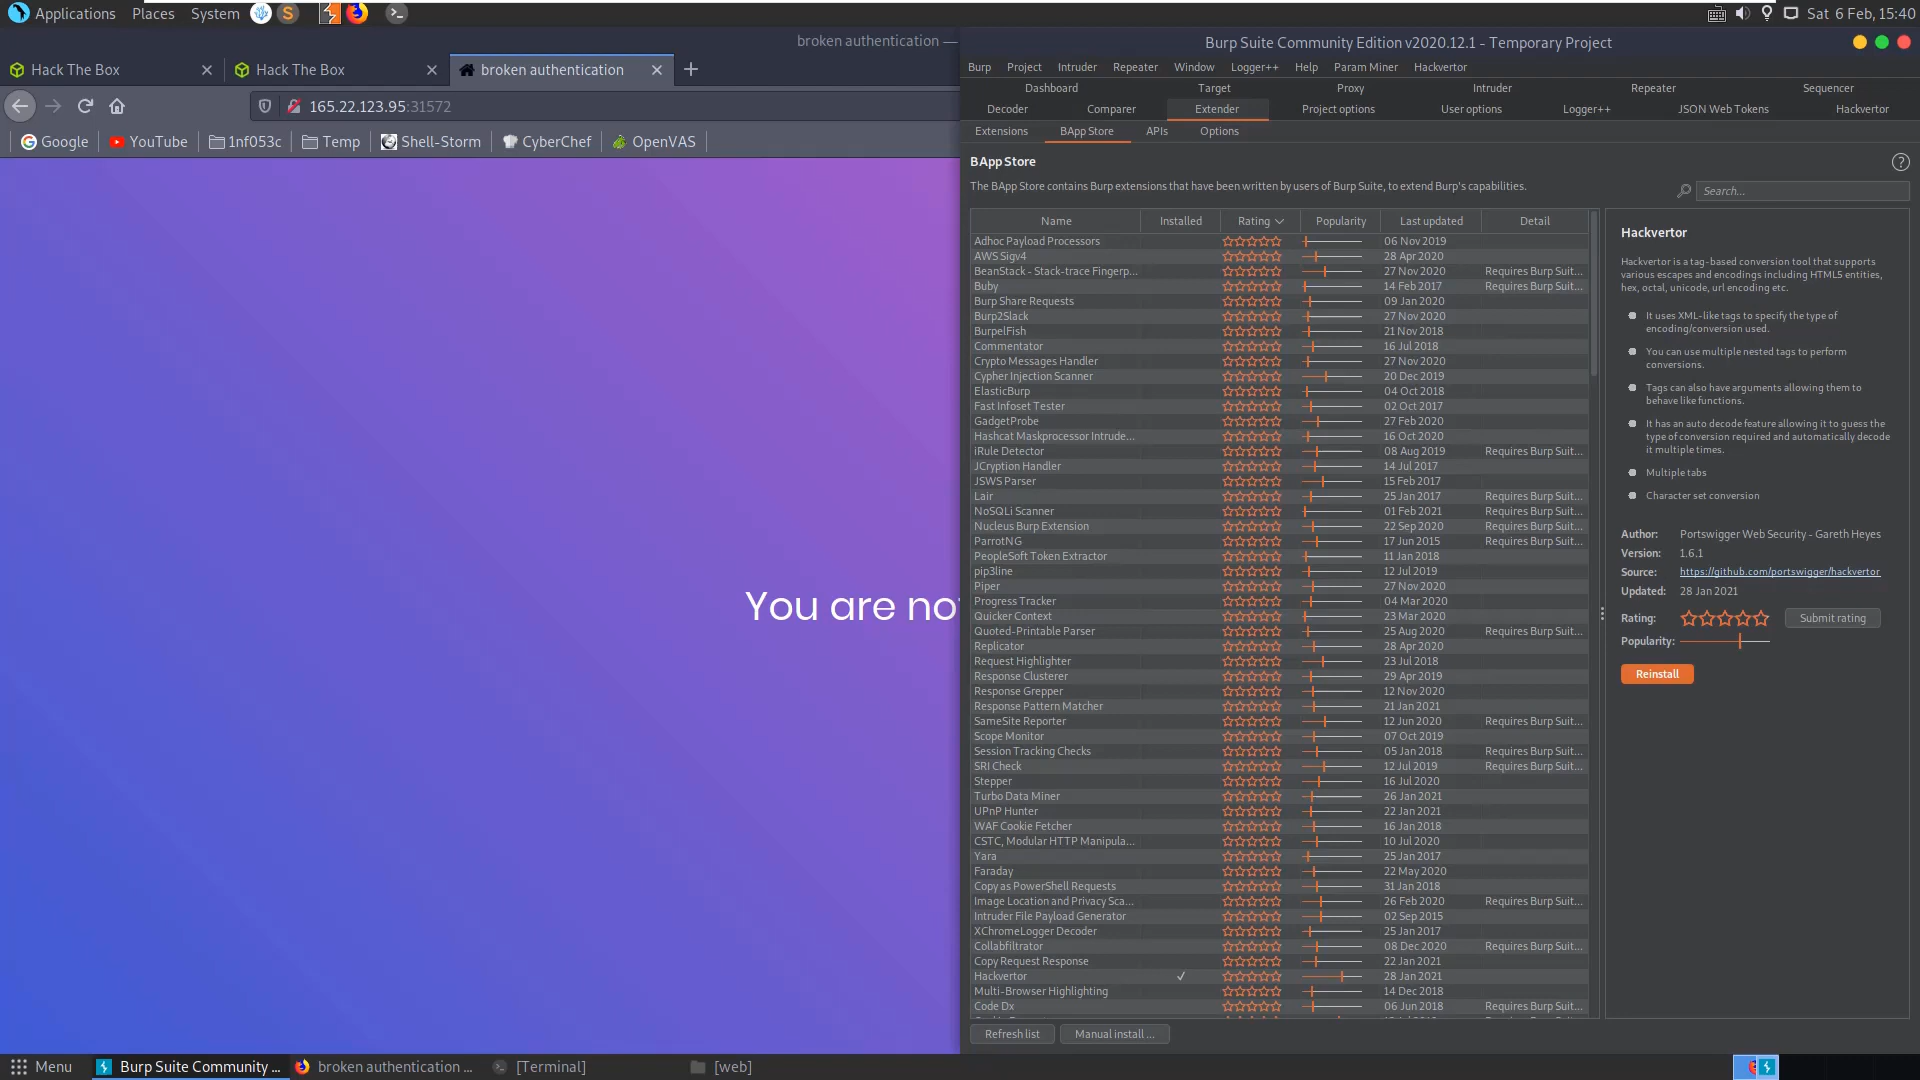 Applications Places System
Sat 6 Feb, 15:40
broken authentication —
Hack The Box
Hack The Box
broken authentication
165.22.123.95:31572
Google
YouTube
1nf053c
Temp
Shell-Storm
CyberChef
OpenVAS
You are no
Burp Suite Community Edition v2020.12.1 - Temporary Project
Burp Project Intruder Repeater Window Logger++ Help Param Miner Hackvertor
Dashboard Target Proxy Intruder Repeater Sequencer
Decoder Comparer Extender Project options User options Logger++ JSON Web Tokens Hackvertor
Extensions BApp Store APIs Options
BApp Store
The BApp Store contains Burp extensions that have been written by users of Burp Suite, to extend Burp's capabilities.
Search...
Name Installed Rating Popularity Last updated Detail
Adhoc Payload Processors 06 Nov 2019
AWS Sigv4 28 Apr 2020
BeanStack - Stack-trace Fingerp... 27 Nov 2020 Requires Burp Suit...
Buby 14 Feb 2017 Requires Burp Suit...
Burp Share Requests 09 Jan 2020
Burp2Slack 27 Nov 2020
BurpelFish 21 Nov 2018
Commentator 16 Jul 2018
Crypto Messages Handler 27 Nov 2020
Cypher Injection Scanner 20 Dec 2019
ElasticBurp 04 Oct 2018
Fast Infoset Tester 02 Oct 2017
GadgetProbe 27 Feb 2020
Hashcat Maskprocessor Intrude... 16 Oct 2020
iRule Detector 08 Aug 2019 Requires Burp Suit...
JCryption Handler 14 Jul 2017
JSWS Parser 15 Feb 2017
Lair 25 Jan 2017 Requires Burp Suit...
NoSQLi Scanner 01 Feb 2021 Requires Burp Suit...
Nucleus Burp Extension 22 Sep 2020 Requires Burp Suit...
ParrotNG 17 Jun 2015 Requires Burp Suit...
PeopleSoft Token Extractor 11 Jan 2018
pip3line 12 Jul 2019
Piper 27 Nov 2020
Progress Tracker 04 Mar 2020
Quicker Context 23 Mar 2020
Quoted-Printable Parser 25 Aug 2020 Requires Burp Suit...
Replicator 28 Apr 2020
Request Highlighter 23 Jul 2018
Response Clusterer 29 Apr 2019
Response Grepper 12 Nov 2020
Response Pattern Matcher 21 Jan 2021
SameSite Reporter 12 Jun 2020 Requires Burp Suit...
Scope Monitor 07 Oct 2019
Session Tracking Checks 05 Jan 2018 Requires Burp Suit...
SRI Check 12 Jul 2019 Requires Burp Suit...
Stepper 16 Jul 2020
Turbo Data Miner 26 Jan 2021
UPnP Hunter 22 Jan 2021
WAF Cookie Fetcher 16 Jan 2018
CSTC, Modular HTTP Manipula... 10 Jul 2020
Yara 25 Jan 2017
Faraday 22 May 2020
Copy as PowerShell Requests 31 Jan 2018
Image Location and Privacy Sca... 26 Feb 2020 Requires Burp Suit...
Intruder File Payload Generator 02 Sep 2015
XChromeLogger Decoder 25 Jan 2017
Collabfiltrator 08 Dec 2020 Requires Burp Suit...
Copy Request Response 22 Jan 2021
Hackvertor ✓ 28 Jan 2021
Multi-Browser Highlighting 14 Dec 2018
Code Dx 06 Jun 2018 Requires Burp Suit...
Refresh list Manual install ...
Hackvertor
Hackvertor is a tag-based conversion tool that supports
various escapes and encodings including HTML5 entities,
hex, octal, unicode, url encoding etc.
It uses XML-like tags to specify the type of
encoding/conversion used.
You can use multiple nested tags to perform
conversions.
Tags can also have arguments allowing them to
behave like functions.
It has an auto decode feature allowing it to guess the
type of conversion required and automatically decode
it multiple times.
Multiple tabs
Character set conversion
Author: Portswigger Web Security - Gareth Heyes
Version: 1.6.1
Source: https://github.com/portswigger/hackvertor
Updated: 28 Jan 2021
Rating: Submit rating
Popularity:
Reinstall
Menu
Burp Suite Community ...
broken authentication ...
[Terminal]
[web]